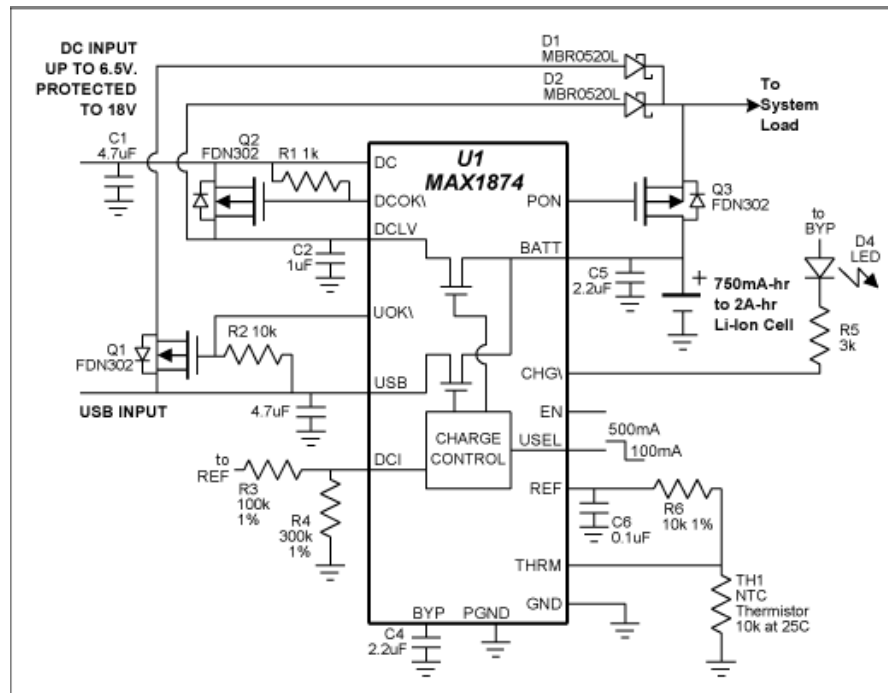 DC INPUT
UP TO 6.5V.
PROTECTED
TO 18V
D1
MBR0520L
D2
MBR0520L
To
System
Load
C1
4.7uF
Q2
FDN302
R1 1k
U1
MAX1874
DC
DCOK\
DCLV
PON
BATT
Q3
FDN302
to
BYP
D4
LED
C2
1uF
C5
2.2uF
+
750mA-hr
to 2A-hr
Li-Ion Cell
R5
3k
UOK\
R2 10k
Q1
FDN302
USB
USB INPUT
4.7uF
CHG\
EN
USEL
500mA
100mA
CHARGE
CONTROL
to
REF
DCI
R3
100k
1%
R4
300k
1%
REF
R6
10k 1%
C6
0.1uF
THRM
TH1
NTC
Thermistor
10k at 25C
GND
BYP
PGND
C4
2.2uF